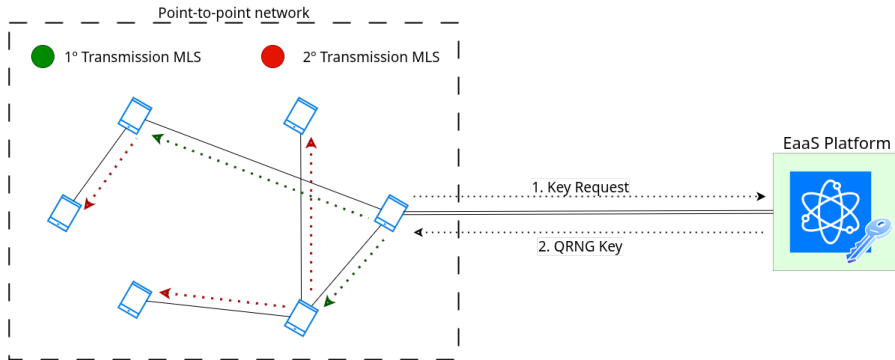 Point-to-point network
1º Transmission MLS
2º Transmission MLS
EaaS Platform
1. Key Request
2. QRNG Key